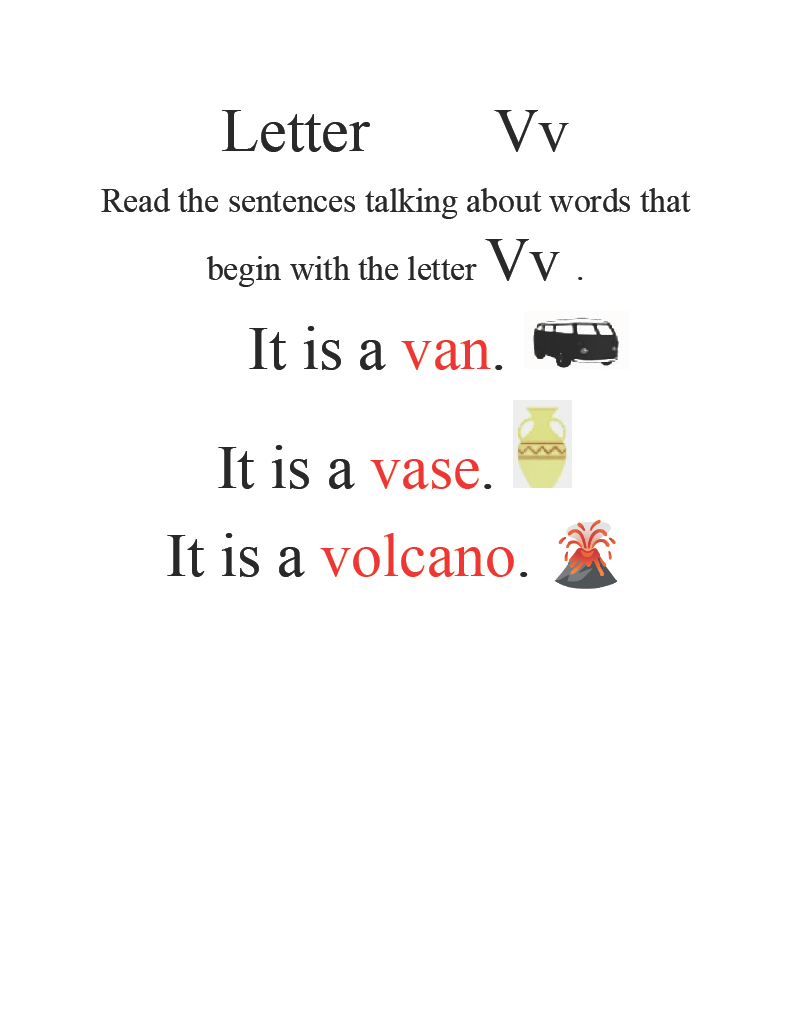 Letter Vv
Read the sentences talking about words that
begin with the letter Vv .
It is a van.
It is a vase.
It is a volcano.